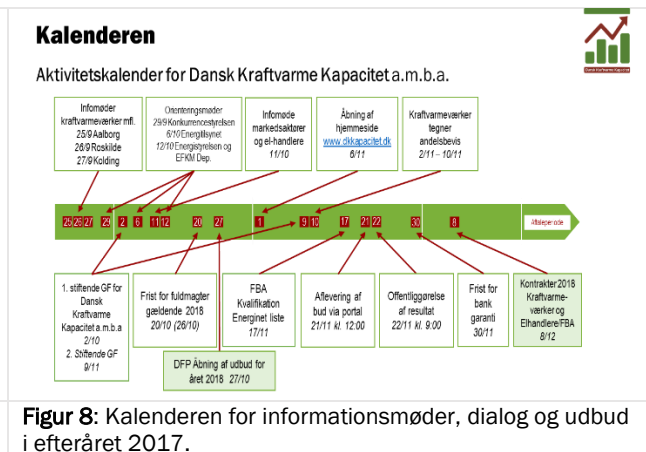 Kalenderen
Dansk Kraftvarme Kapacitet
Aktivitetskalender for Dansk Kraftvarme Kapacitet a.m.b.a.
Infomøder
kraftvarmeværker mfl.
25/9 Aalborg
26/9 Roskilde
27/9 Kolding
Orienteringsmøder
29/9 Konkurrencestyrelsen
6/10 Energitilsynet
12/10 Energistyrelsen og
EFKM Dep.
Infomøde
markedsaktører
og el-handlere
11/10
Åbning af
hjemmeside
www.dkkapacitet.dk
6/11
Kraftvarmeværker
tegner
andelsbevis
2/11 – 10/11
25 26 27 29 2 6 11 12 20 27 1 9 10 17 21 22 30 8 Aftaleperiode
1. stiftende GF for
Dansk
Kraftvarme
Kapacitet a.m.b.a
2/10
2. Stiftende GF
9/11
Frist for fuldmagter
gældende 2018
20/10 (26/10)
DFP Åbning af udbud for
året 2018 27/10
FBA
Kvalifikation
Energinet liste
17/11
Aflevering af
bud via portal
21/11 kl. 12:00
Offentliggørelse
af resultat
22/11 kl. 9:00
Frist for
bank
garanti
30/11
Kontrakter 2018
Kraftvarme-
værker og
Elhandlere/FBA
8/12
Figur 8: Kalenderen for informationsmøder, dialog og udbud
i efteråret 2017.